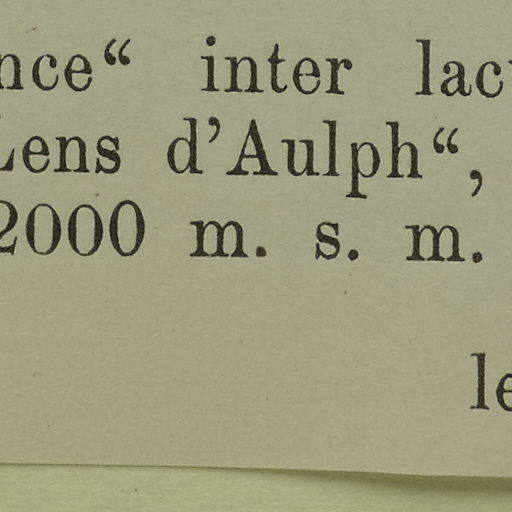 nce“ inter lac
Lens d’Aulph“,
2000 m. s. m.
le